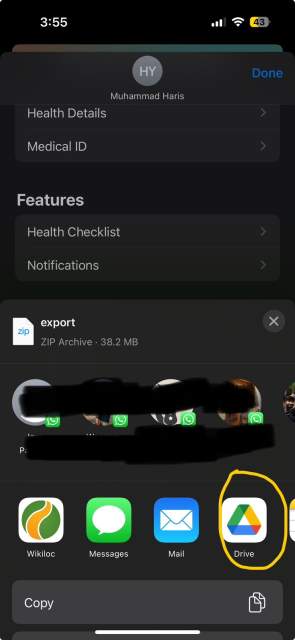 3:55
43
HY
Done
Muhammad Haris
Health Details
Medical ID
Features
Health Checklist
Notifications
export
zip
ZIP Archive · 38.2 MB
Wikiloc
Messages
Mail
Drive
Copy